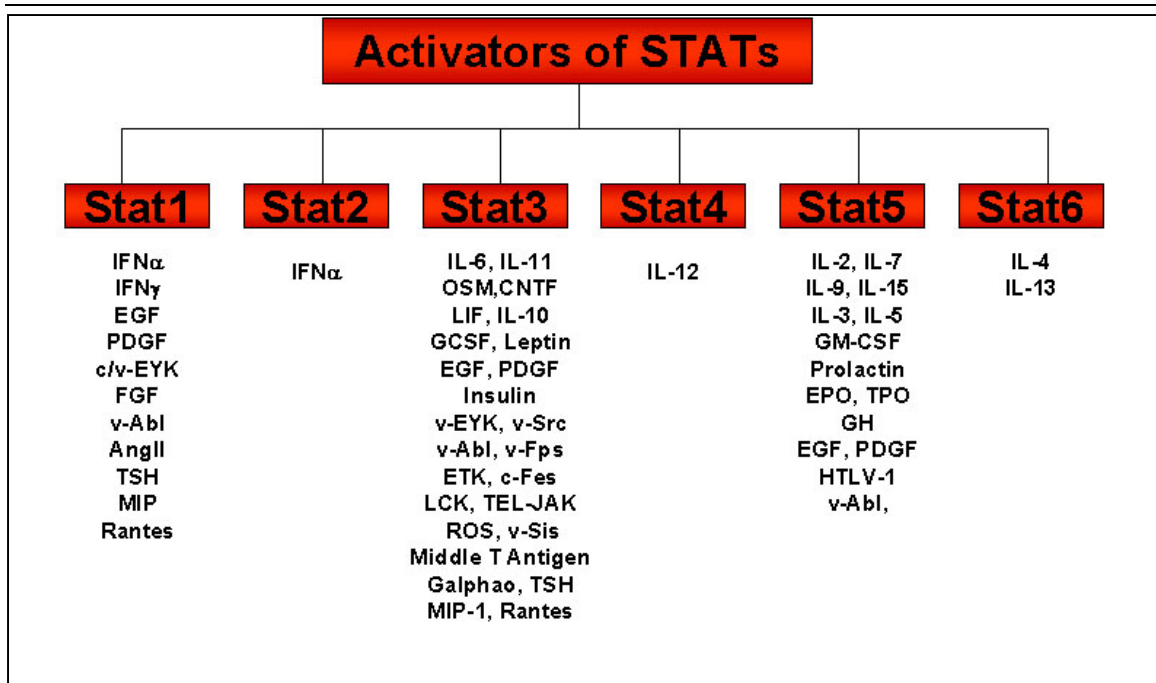 Activators of STATs
Stat1
IFNα
IFNγ
EGF
PDGF
c/v-EYK
FGF
v-Abl
AngII
TSH
MIP
Rantes
Stat2
IFNα
Stat3
IL-6, IL-11
OSM,CNTF
LIF, IL-10
GCSF, Leptin
EGF, PDGF
Insulin
v-EYK, v-Src
v-Abl, v-Fps
ETK, c-Fes
LCK, TEL-JAK
ROS, v-Sis
Middle T Antigen
Galphao, TSH
MIP-1, Rantes
Stat4
IL-12
Stat5
IL-2, IL-7
IL-9, IL-15
IL-3, IL-5
GM-CSF
Prolactin
EPO, TPO
GH
EGF, PDGF
HTLV-1
v-Abl,
Stat6
IL-4
IL-13